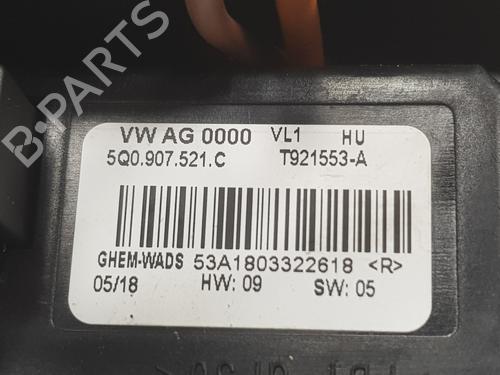 B-PARTS
VW AG 0000 VL1 HU
5Q0.907.521.C T921553-A
GHEM-WADS 53A1803322618 <R>
05/18 HW: 09 SW: 05